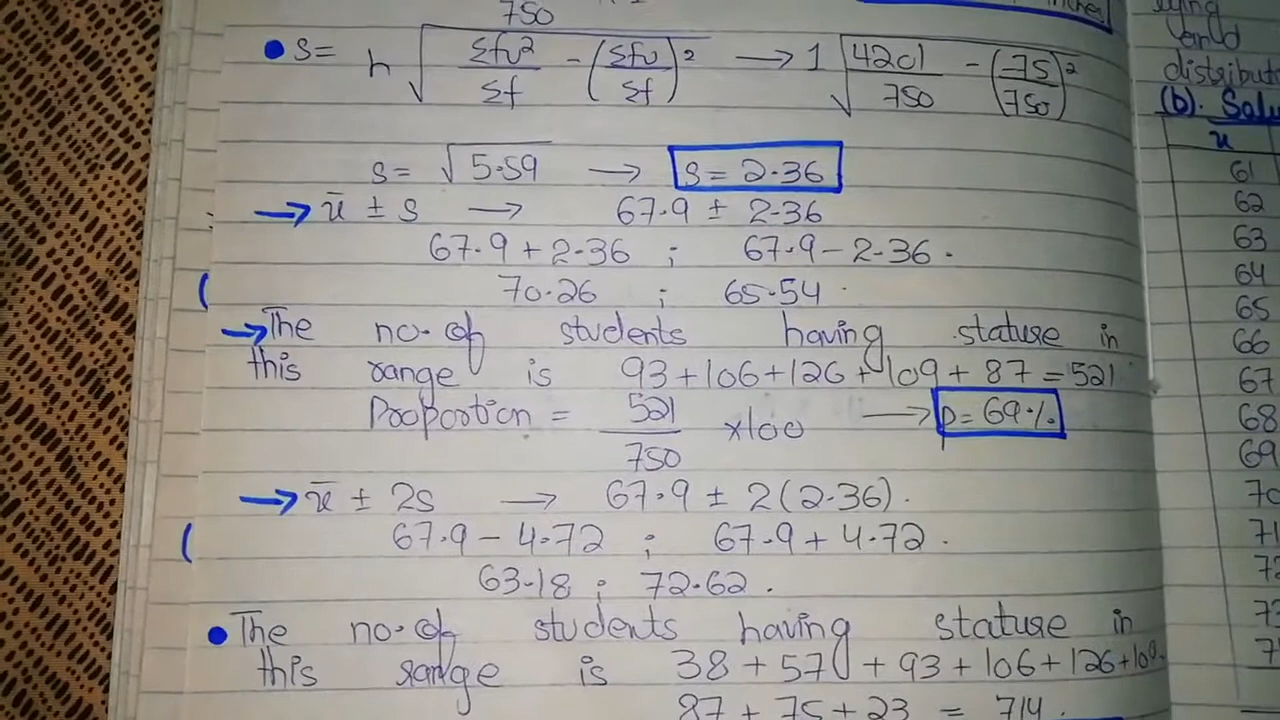 750
• S = h √ Σfu²/Σf - (Σfu/Σf)² → 1 √ 4201/750 - (-75/750)²
S = √5.59 → S = 2.36
→ x̄ ± S → 67.9 ± 2.36
67.9 + 2.36 ; 67.9 - 2.36 .
70.26 ; 65.54 .
→ The no. of students having stature in
this range is 93 + 106 + 126 + 109 + 87 = 521
Proportion = 521/750 × 100 → P = 69 %.
→ x̄ ± 2S → 67.9 ± 2 (2.36) .
67.9 - 4.72 ; 67.9 + 4.72 .
63.18 ; 72.62 .
• The no. of students having stature in
this range is 38 + 57 + 93 + 106 + 126 + 109
87 + 75 + 23 = 714 .
distribut
(b). Solu
x
61
62
63
64
65
66
67
68
69
70
71
72
73